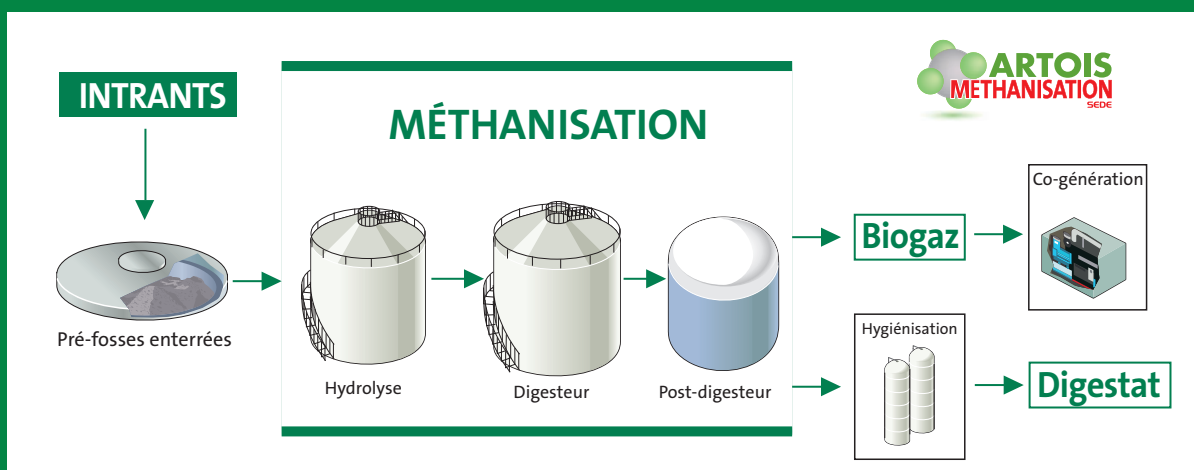 INTRANTS
MÉTHANISATION
ARTOIS
METHANISATION
SEDE
Co-génération
Biogaz
Pré-fosses enterrées
Hygiénisation
Hydrolyse
Digesteur
Post-digesteur
Digestat